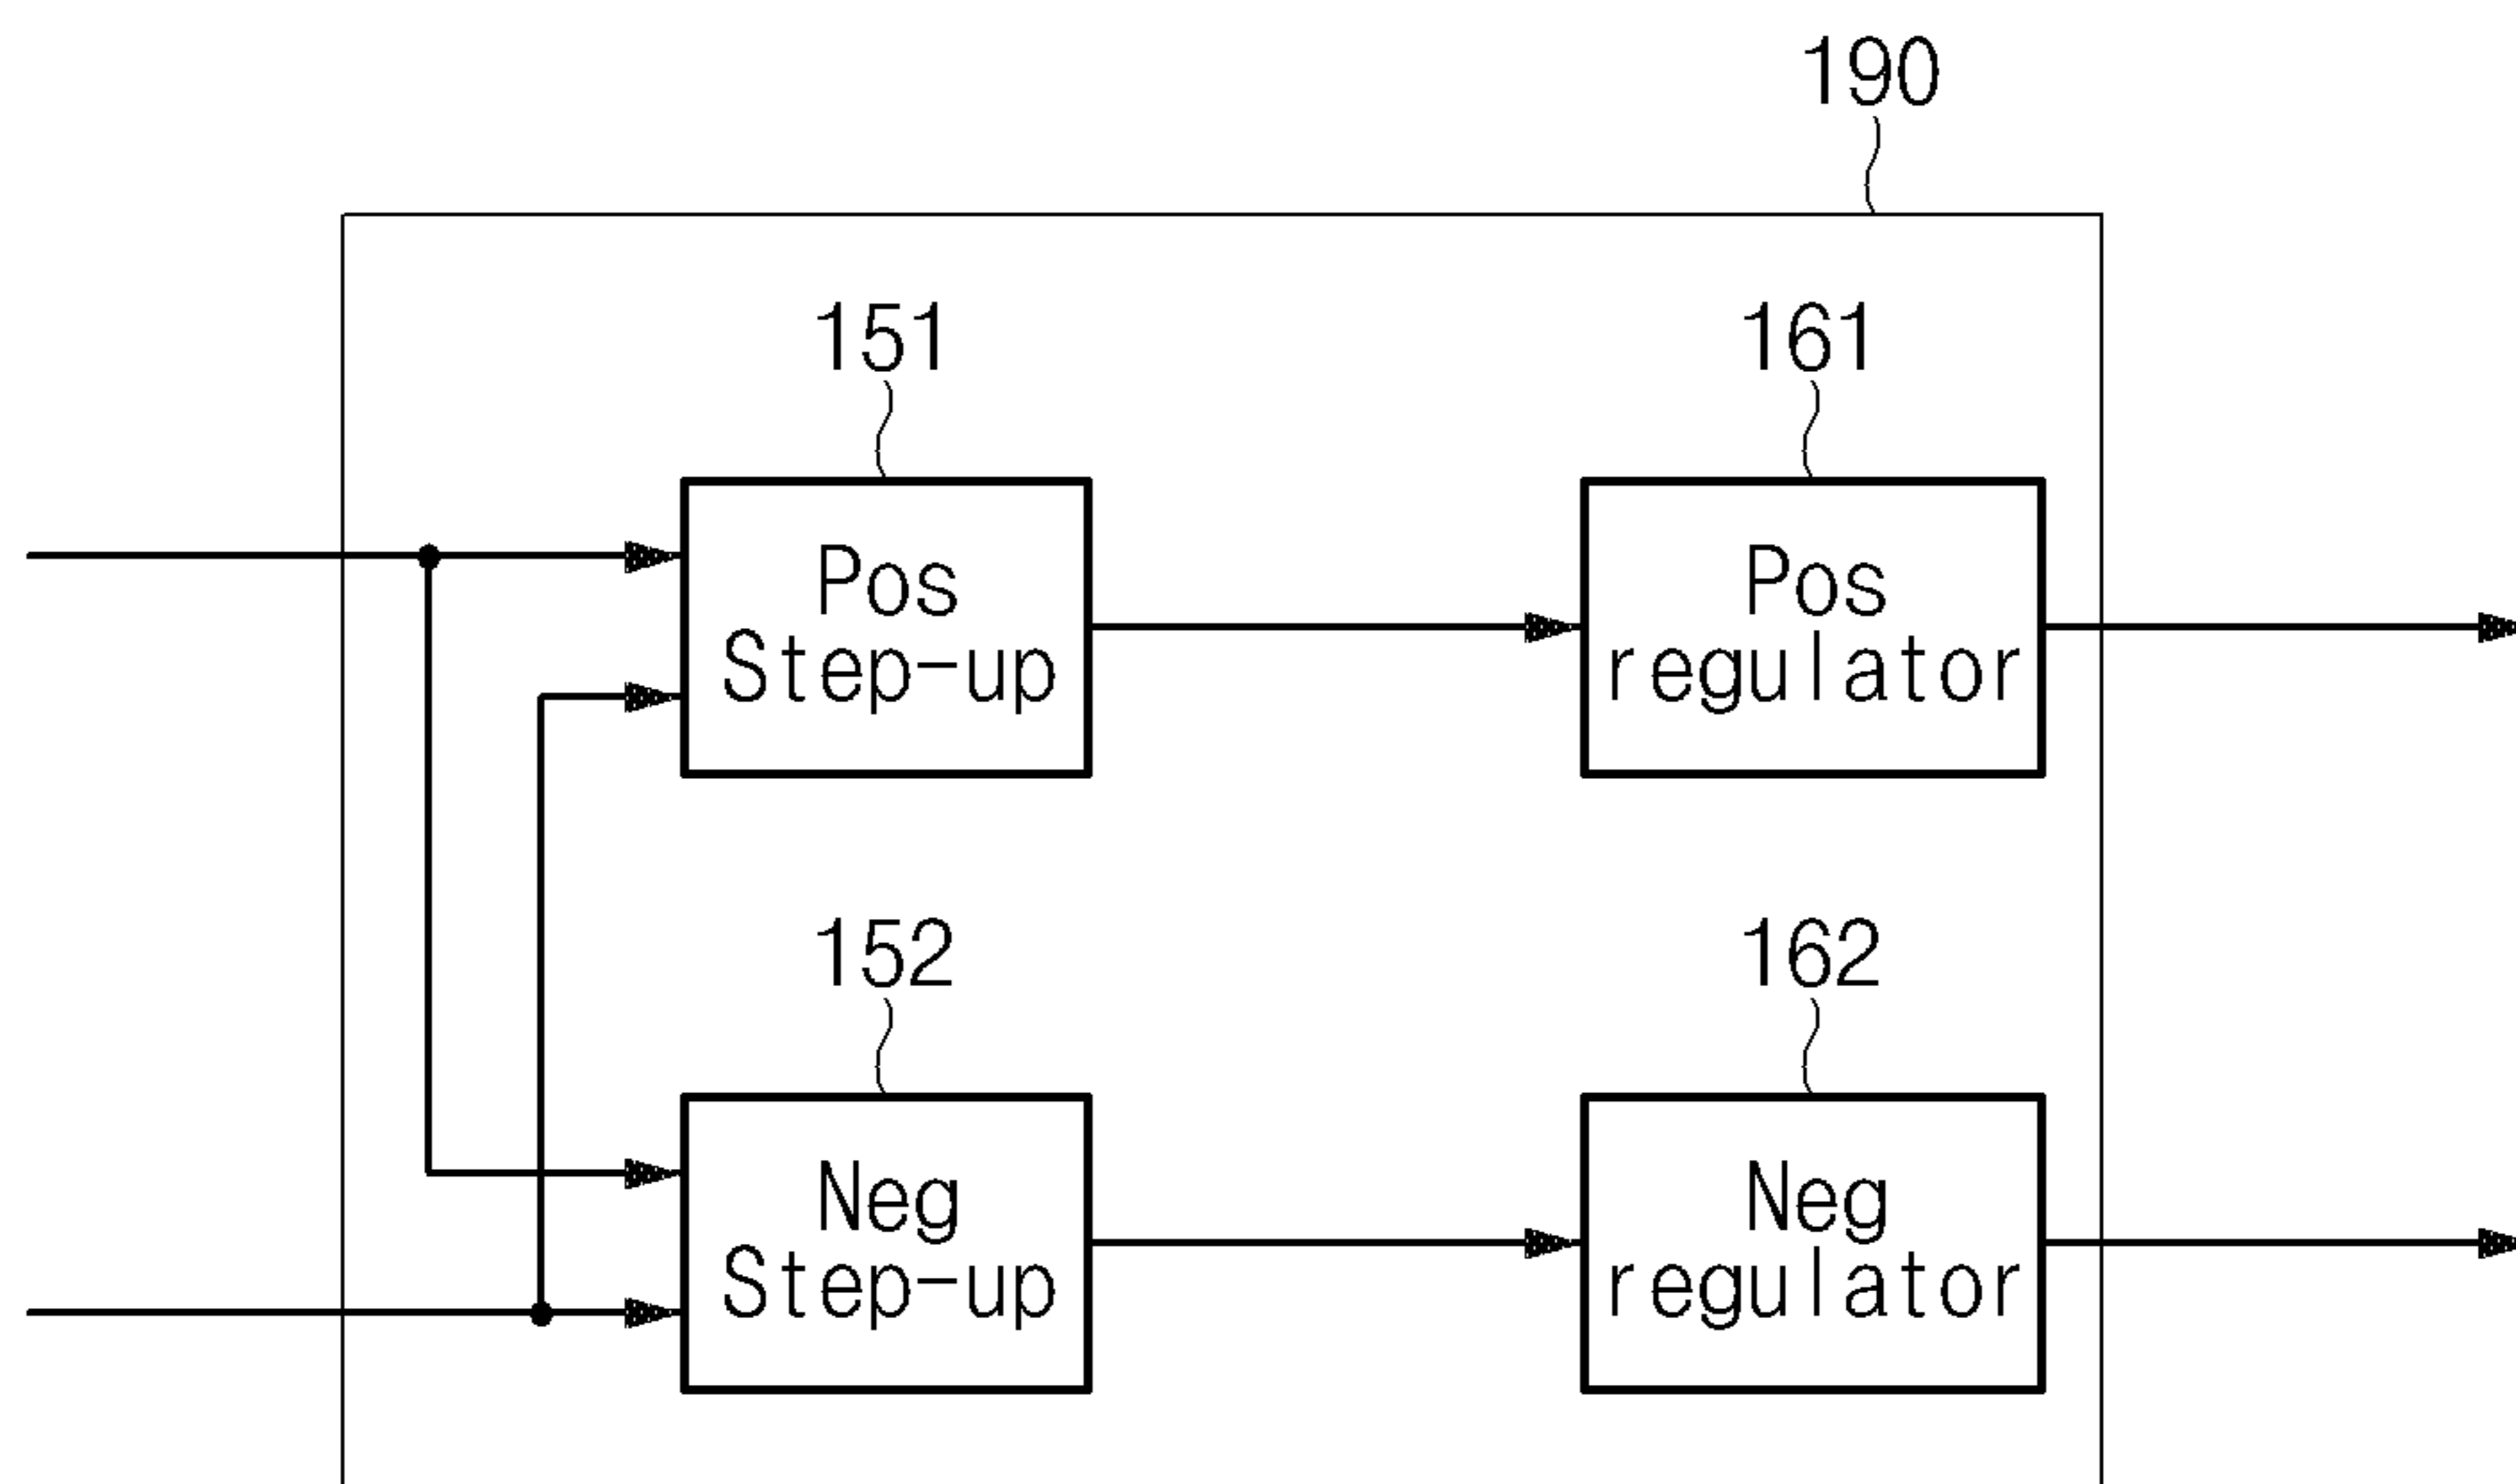 190
151
161
Pos
Step-up
Pos
regulator
152
162
Neg
Step-up
Neg
regulator